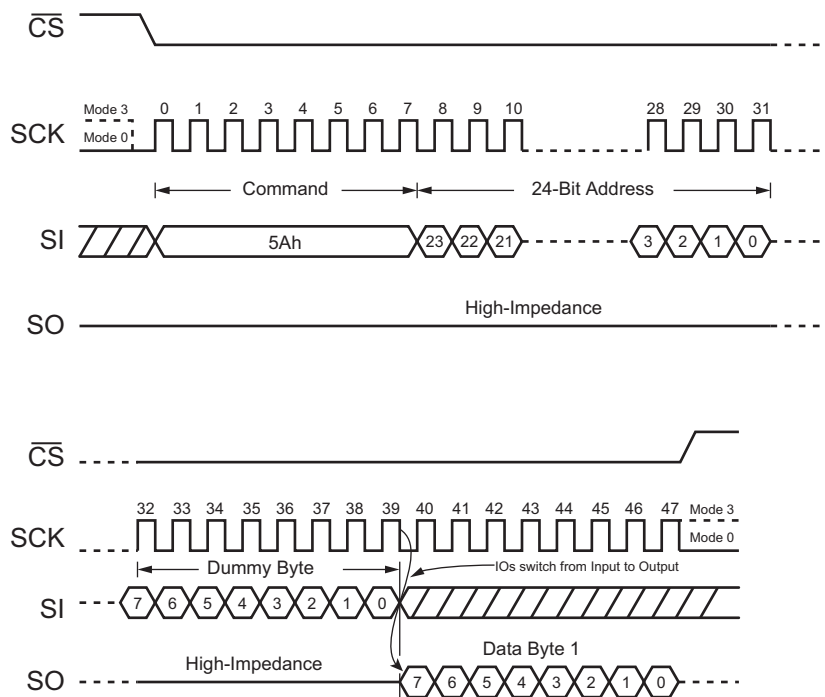 CS
Mode 3 0 1 2 3 4 5 6 7 8 9 10 28 29 30 31
SCK Mode 0
Command 24-Bit Address
SI 5Ah 23 22 21 3 2 1 0
High-Impedance
SO
CS
32 33 34 35 36 37 38 39 40 41 42 43 44 45 46 47 Mode 3
SCK Mode 0
Dummy Byte IOs switch from Input to Output
SI 7 6 5 4 3 2 1 0
Data Byte 1
High-Impedance
SO 7 6 5 4 3 2 1 0